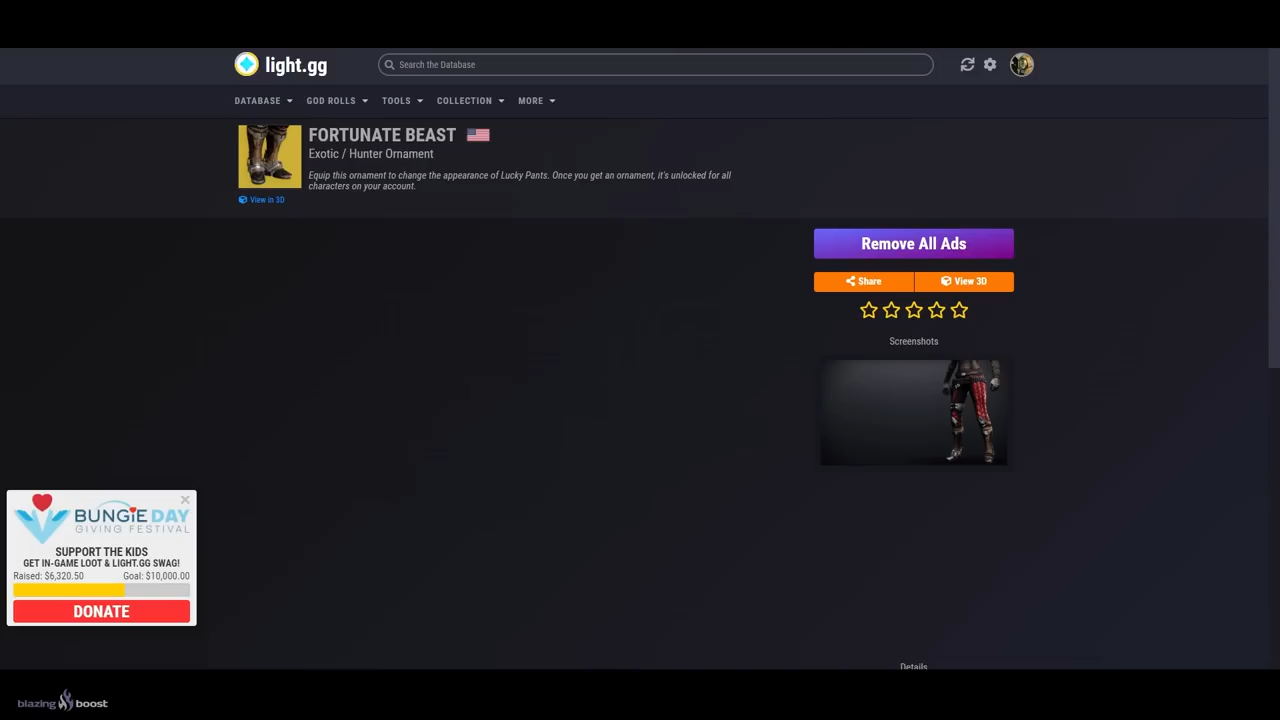 light.gg
Search the Database
DATABASE
GOD ROLLS
TOOLS
COLLECTION
MORE
FORTUNATE BEAST
Exotic / Hunter Ornament
Equip this ornament to change the appearance of Lucky Pants. Once you get an ornament, it's unlocked for all
characters on your account.
View in 3D
Remove All Ads
Share
View 3D
Screenshots
BUNGIE DAY
GIVING FESTIVAL
SUPPORT THE KIDS
GET IN-GAME LOOT & LIGHT.GG SWAG!
Raised: $6,320.50 Goal: $10,000.00
DONATE
Details
blazing boost